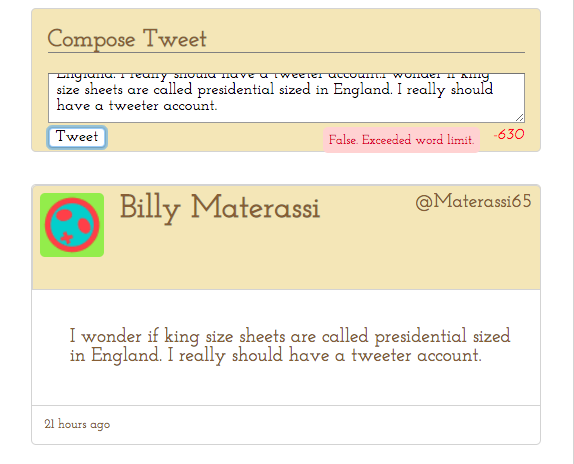 Compose Tweet
England. I really should have a tweeter account.I wonder if king
size sheets are called presidential sized in England. I really should
have a tweeter account.
Tweet
False. Exceeded word limit.
-630
Billy Materassi
@Materassi65
I wonder if king size sheets are called presidential sized
in England. I really should have a tweeter account.
21 hours ago